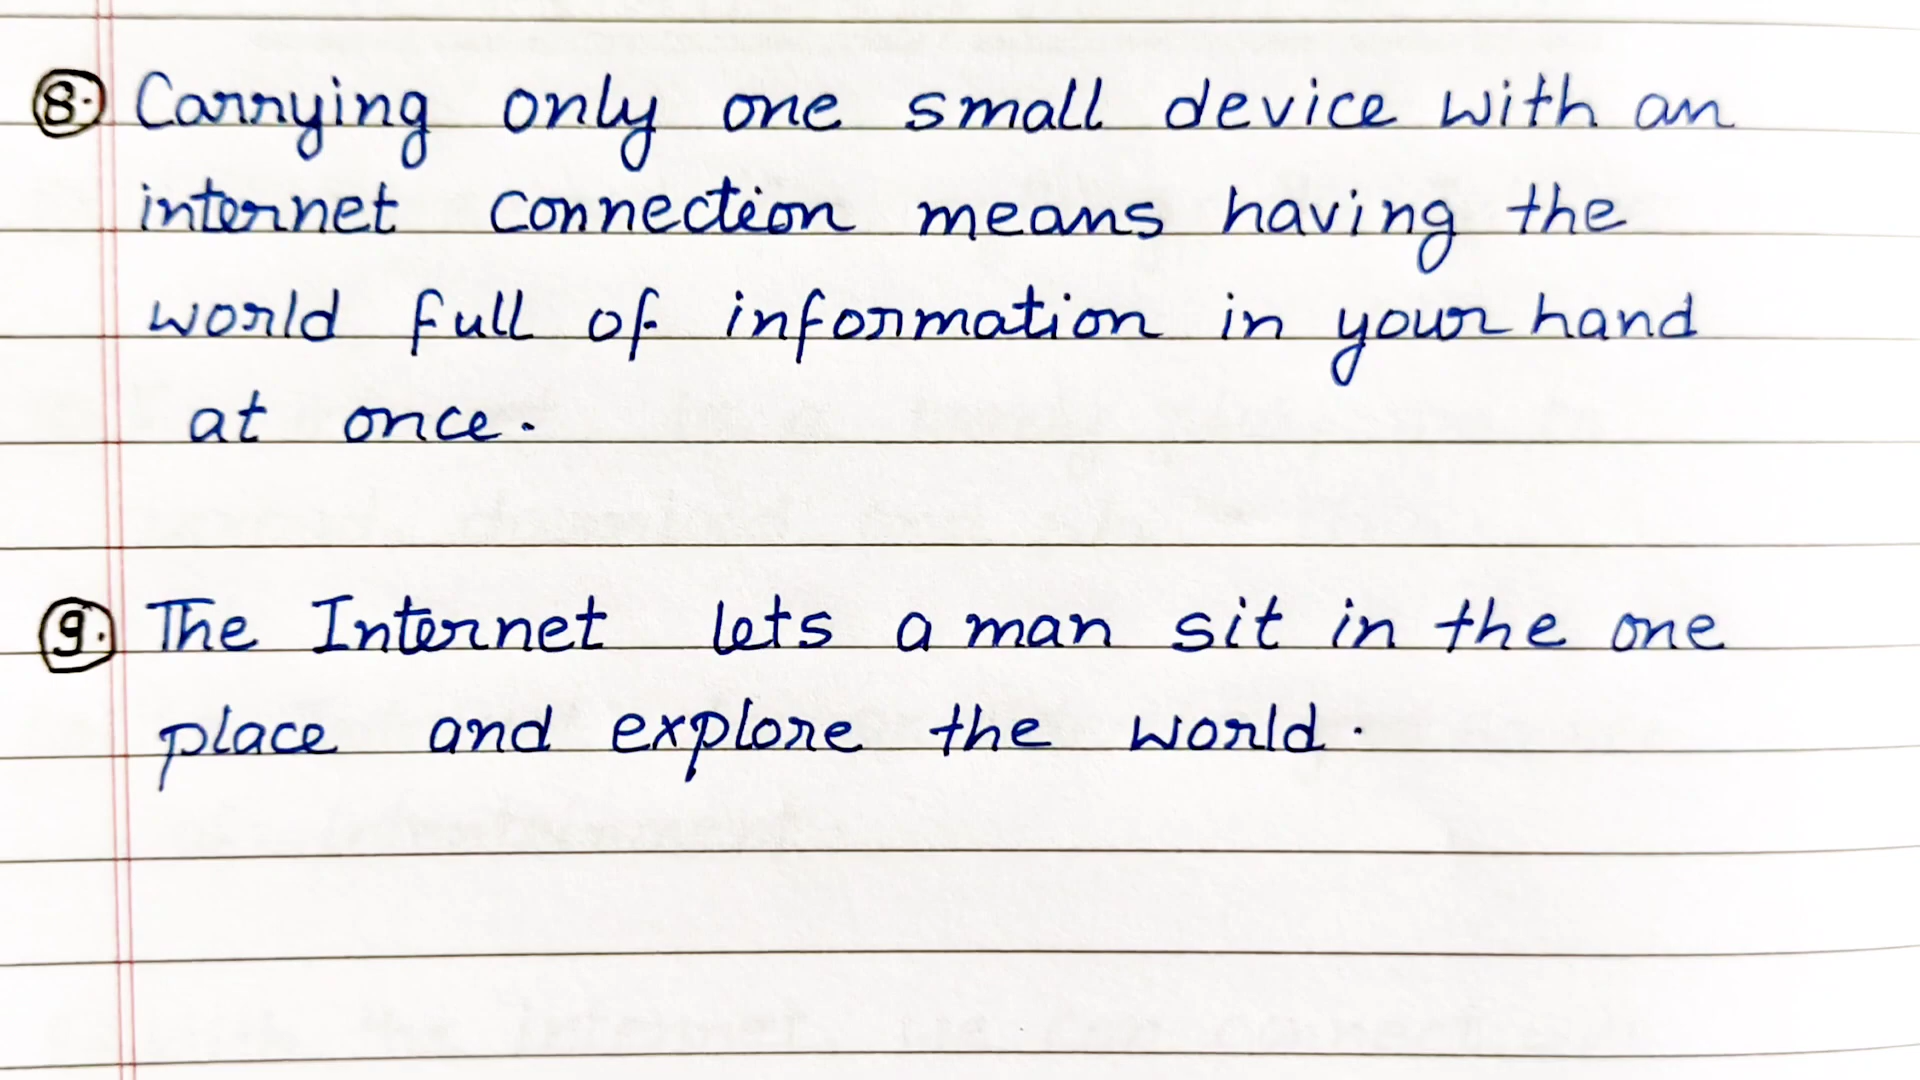 8. Carrying only one small device with an
internet connection means having the
world full of information in your hand
at once.
9. The Internet lets a man sit in the one
place and explore the world.